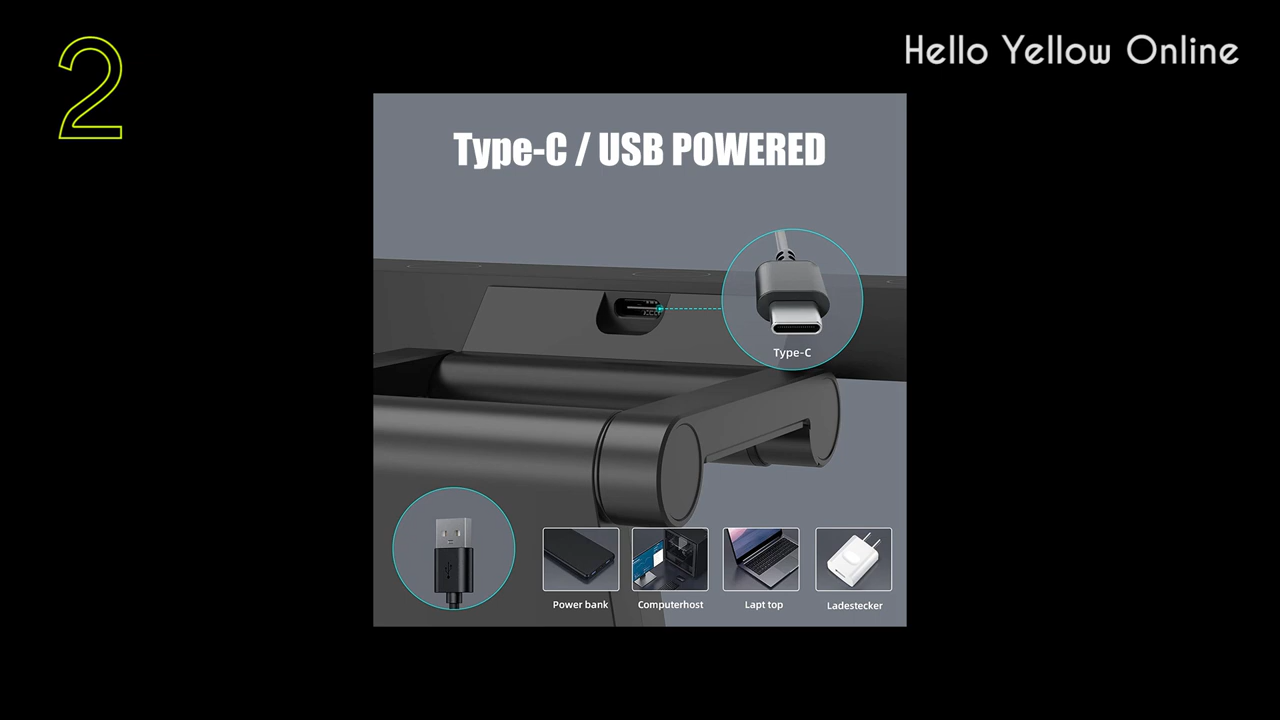 2
Hello Yellow Online
Type-C / USB POWERED
Type-C
Power bank
Computerhost
Lapt top
Ladestecker